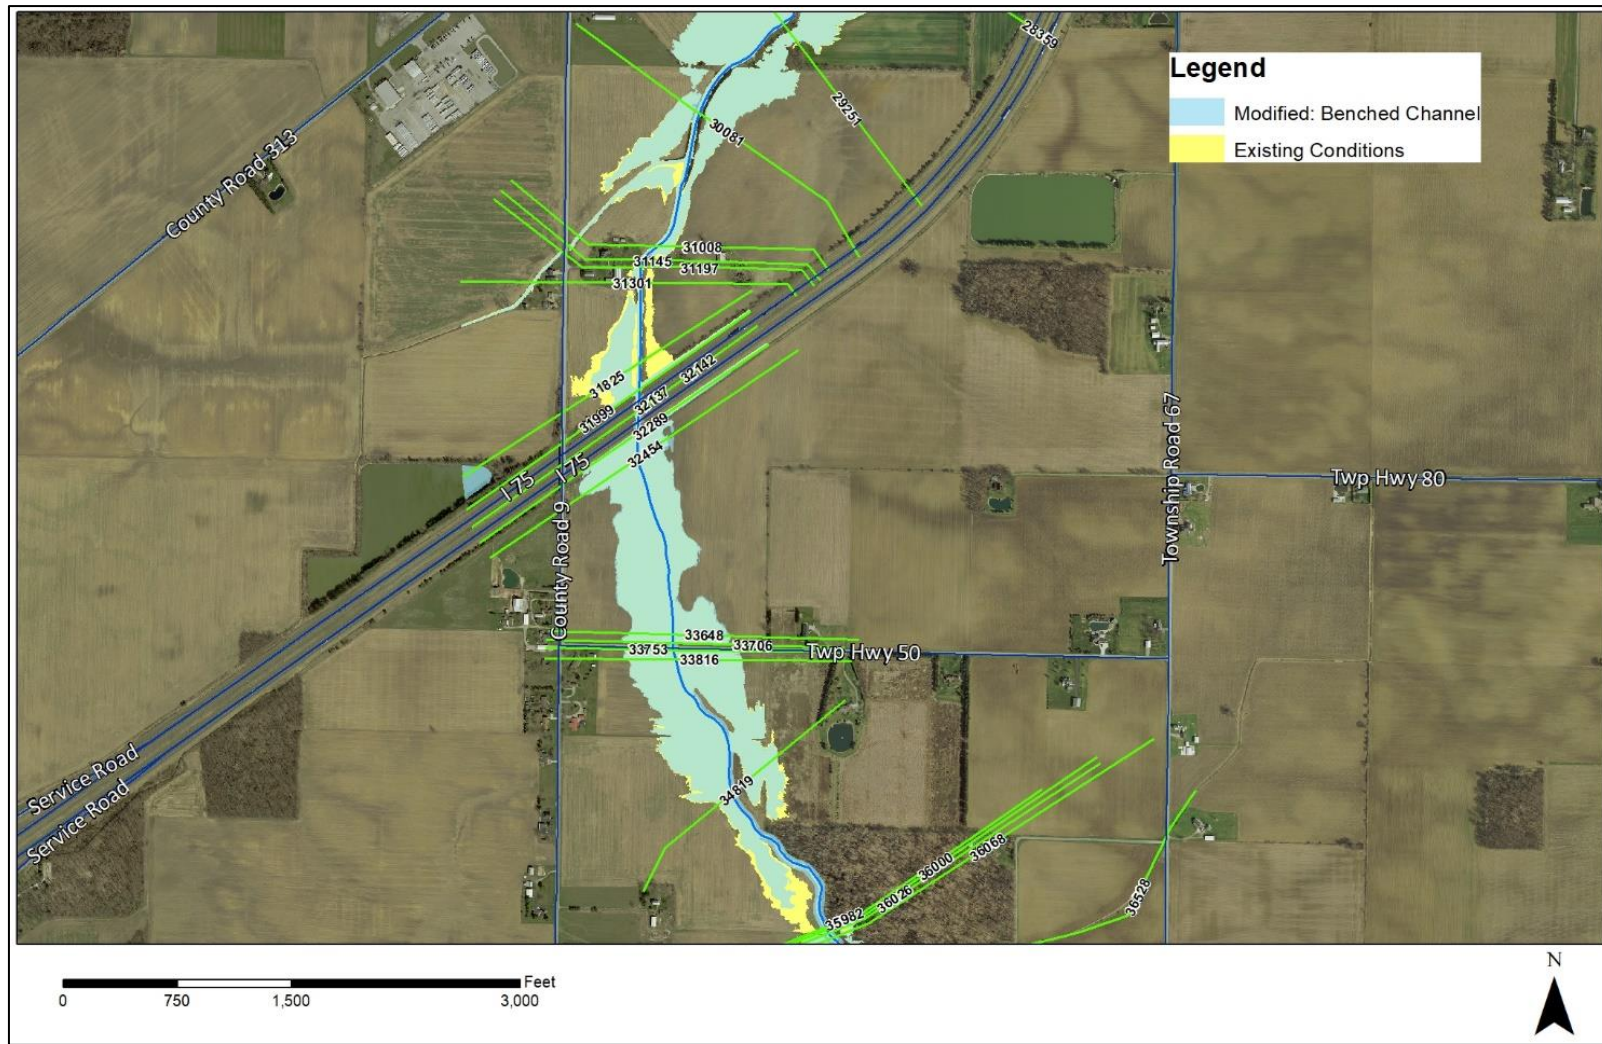 28359
Legend
Modified: Benched Channel
Existing Conditions
29251
30081
County Road 313
31008
31145
31197
31301
31825
32142
32137
31999
32289
32454
I 75
I 75
Township Road 67
Twp Hwy 80
County Road 9
33648
33706
33753
33816
Twp Hwy 50
Service Road
Service Road
34819
36000
36068
36026
36528
35982
Feet
0
750
1,500
3,000
N